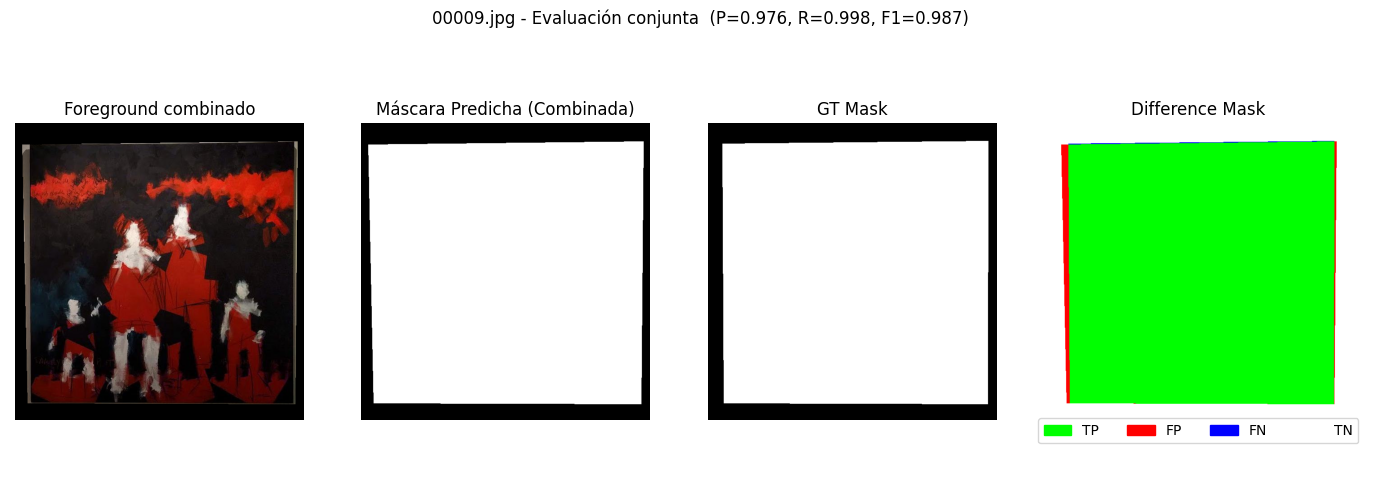 00009.jpg - Evaluación conjunta  (P=0.976, R=0.998, F1=0.987)
Foreground combinado
Máscara Predicha (Combinada)
GT Mask
Difference Mask
TP
FP
FN
TN